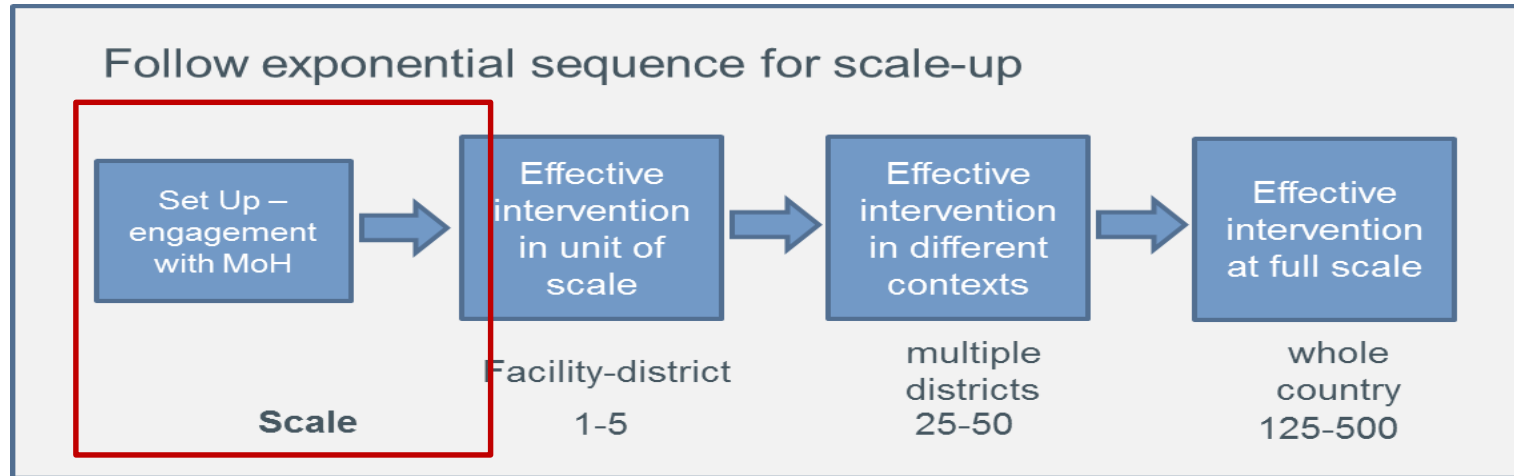 Follow exponential sequence for scale-up
Set Up –
engagement
with MoH
Effective
intervention
in unit of
scale
Effective
intervention
in different
contexts
Effective
intervention
at full scale
Facility-district
multiple
districts
whole
country
Scale
1-5
25-50
125-500